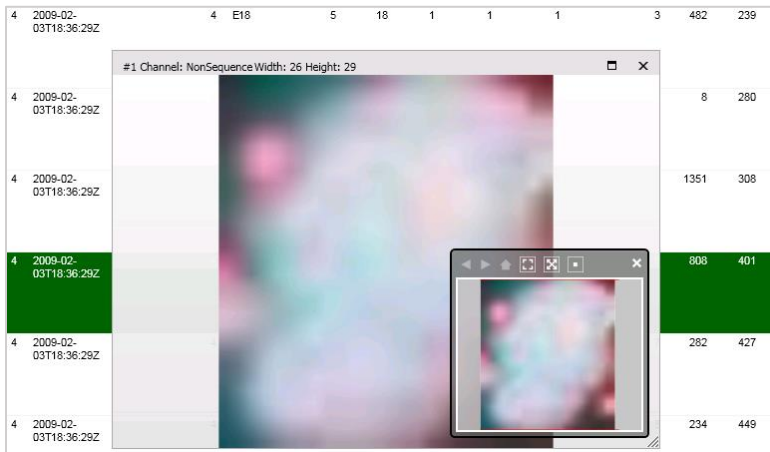 4 2009-02- 4 E18 5 18 1 1 1 3 482 239
03T18:36:29Z
#1 Channel: NonSequence Width: 26 Height: 29
4 2009-02- 8 280
03T18:36:29Z
4 2009-02- 1351 308
03T18:36:29Z
4 2009-02- 808 401
03T18:36:29Z
4 2009-02- 282 427
03T18:36:29Z
4 2009-02- 234 449
03T18:36:29Z